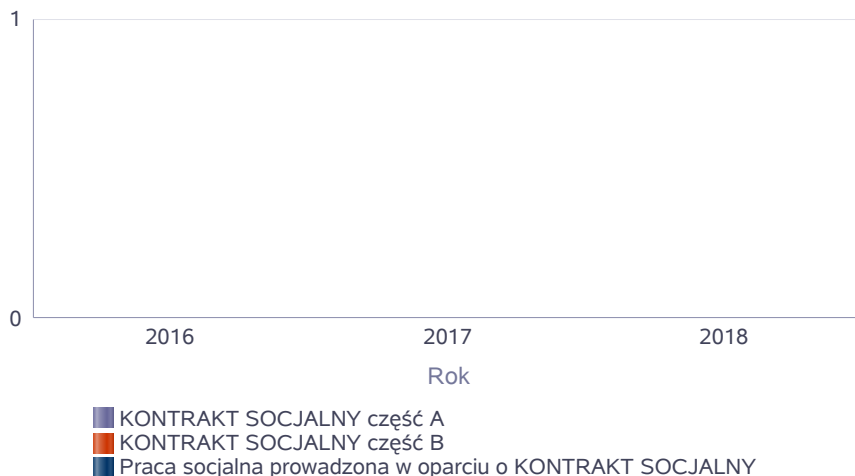 1
0
2016 2017 2018
Rok
KONTRAKT SOCJALNY część A
KONTRAKT SOCJALNY część B
Praca socjalna prowadzona w oparciu o KONTRAKT SOCJALNY